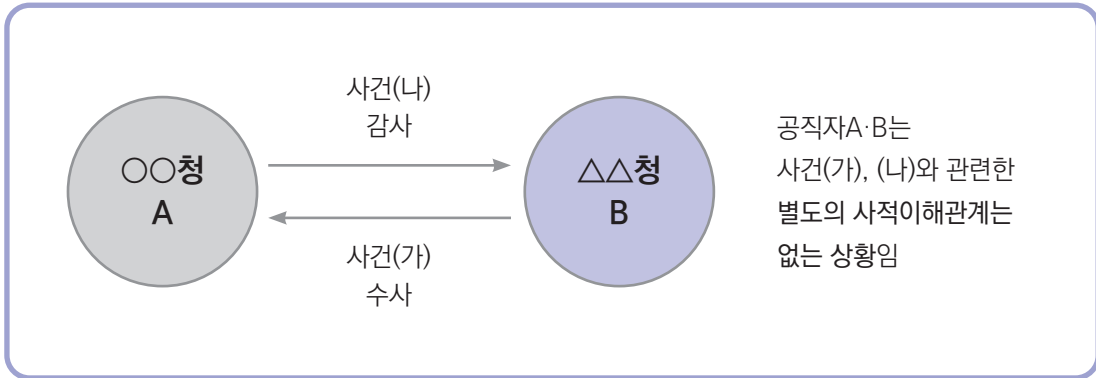 사건(나)
감사
○○청
A
△△청
B
사건(가)
수사
공직자A·B는
사건(가), (나)와 관련한
별도의 사적이해관계는
없는 상황임